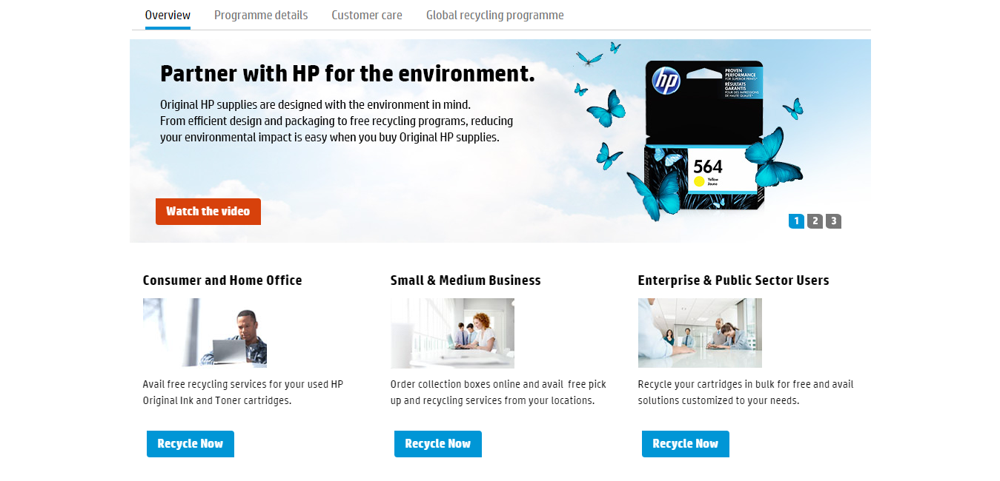 Overview Programme details Customer care Global recycling programme
Partner with HP for the environment.
Original HP supplies are designed with the environment in mind.
From efficient design and packaging to free recycling programs, reducing
your environmental impact is easy when you buy Original HP supplies.
Watch the video
hp
PROVEN
PERFORMANCE
FOR SUPERIOR PRINTS*
RÉSULTATS
GARANTIS
POUR DES IMPRESSIONS
DE HAUTE QUALITÉ*
564
Yellow
Jaune
1 2 3
Consumer and Home Office
Avail free recycling services for your used HP
Original Ink and Toner cartridges.
Recycle Now
Small & Medium Business
Order collection boxes online and avail  free pick
up and recycling services from your locations.
Recycle Now
Enterprise & Public Sector Users
Recycle your cartridges in bulk for free and avail
solutions customized to your needs.
Recycle Now